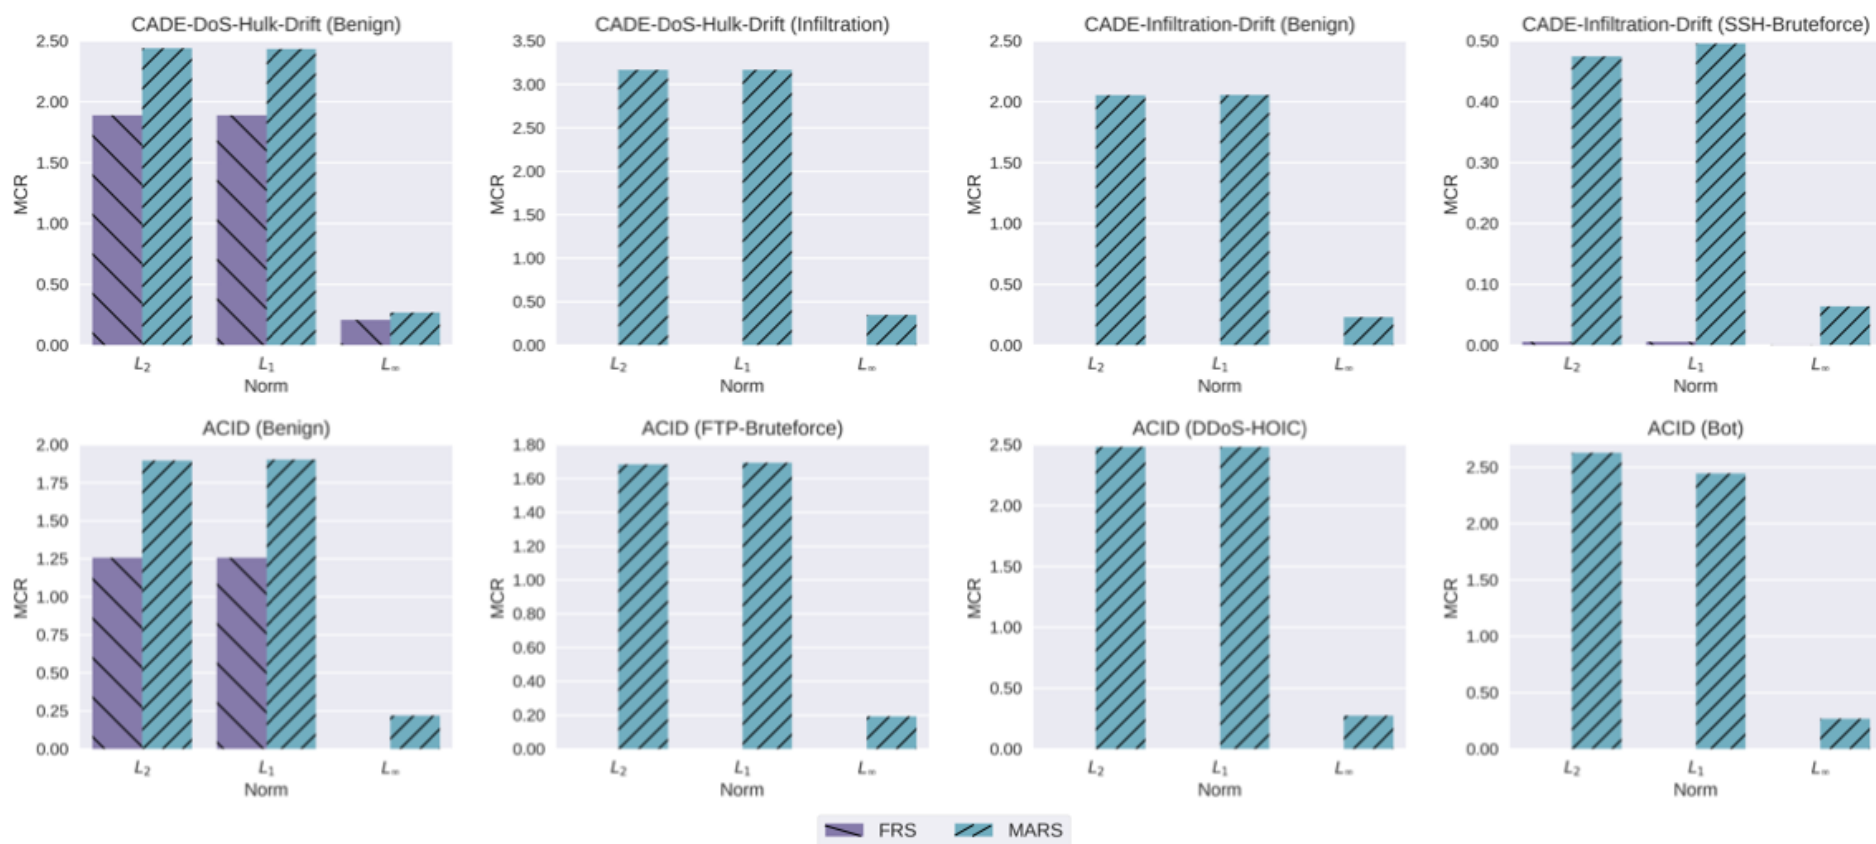 CADE-DoS-Hulk-Drift (Benign)
2.50
2.00
1.50
1.00
0.50
0.00
MCR
L₂ L₁ L∞
Norm
CADE-DoS-Hulk-Drift (Infiltration)
3.50
3.00
2.50
2.00
1.50
1.00
0.50
0.00
MCR
L₂ L₁ L∞
Norm
CADE-Infiltration-Drift (Benign)
2.50
2.00
1.50
1.00
0.50
0.00
MCR
L₂ L₁ L∞
Norm
CADE-Infiltration-Drift (SSH-Bruteforce)
0.50
0.40
0.30
0.20
0.10
0.00
MCR
L₂ L₁ L∞
Norm
ACID (Benign)
2.00
1.75
1.50
1.25
1.00
0.75
0.50
0.25
0.00
MCR
L₂ L₁ L∞
Norm
ACID (FTP-Bruteforce)
1.80
1.60
1.40
1.20
1.00
0.80
0.60
0.40
0.20
0.00
MCR
L₂ L₁ L∞
Norm
ACID (DDoS-HOIC)
2.50
2.00
1.50
1.00
0.50
0.00
MCR
L₂ L₁ L∞
Norm
ACID (Bot)
2.50
2.00
1.50
1.00
0.50
0.00
MCR
L₂ L₁ L∞
Norm
FRS MARS